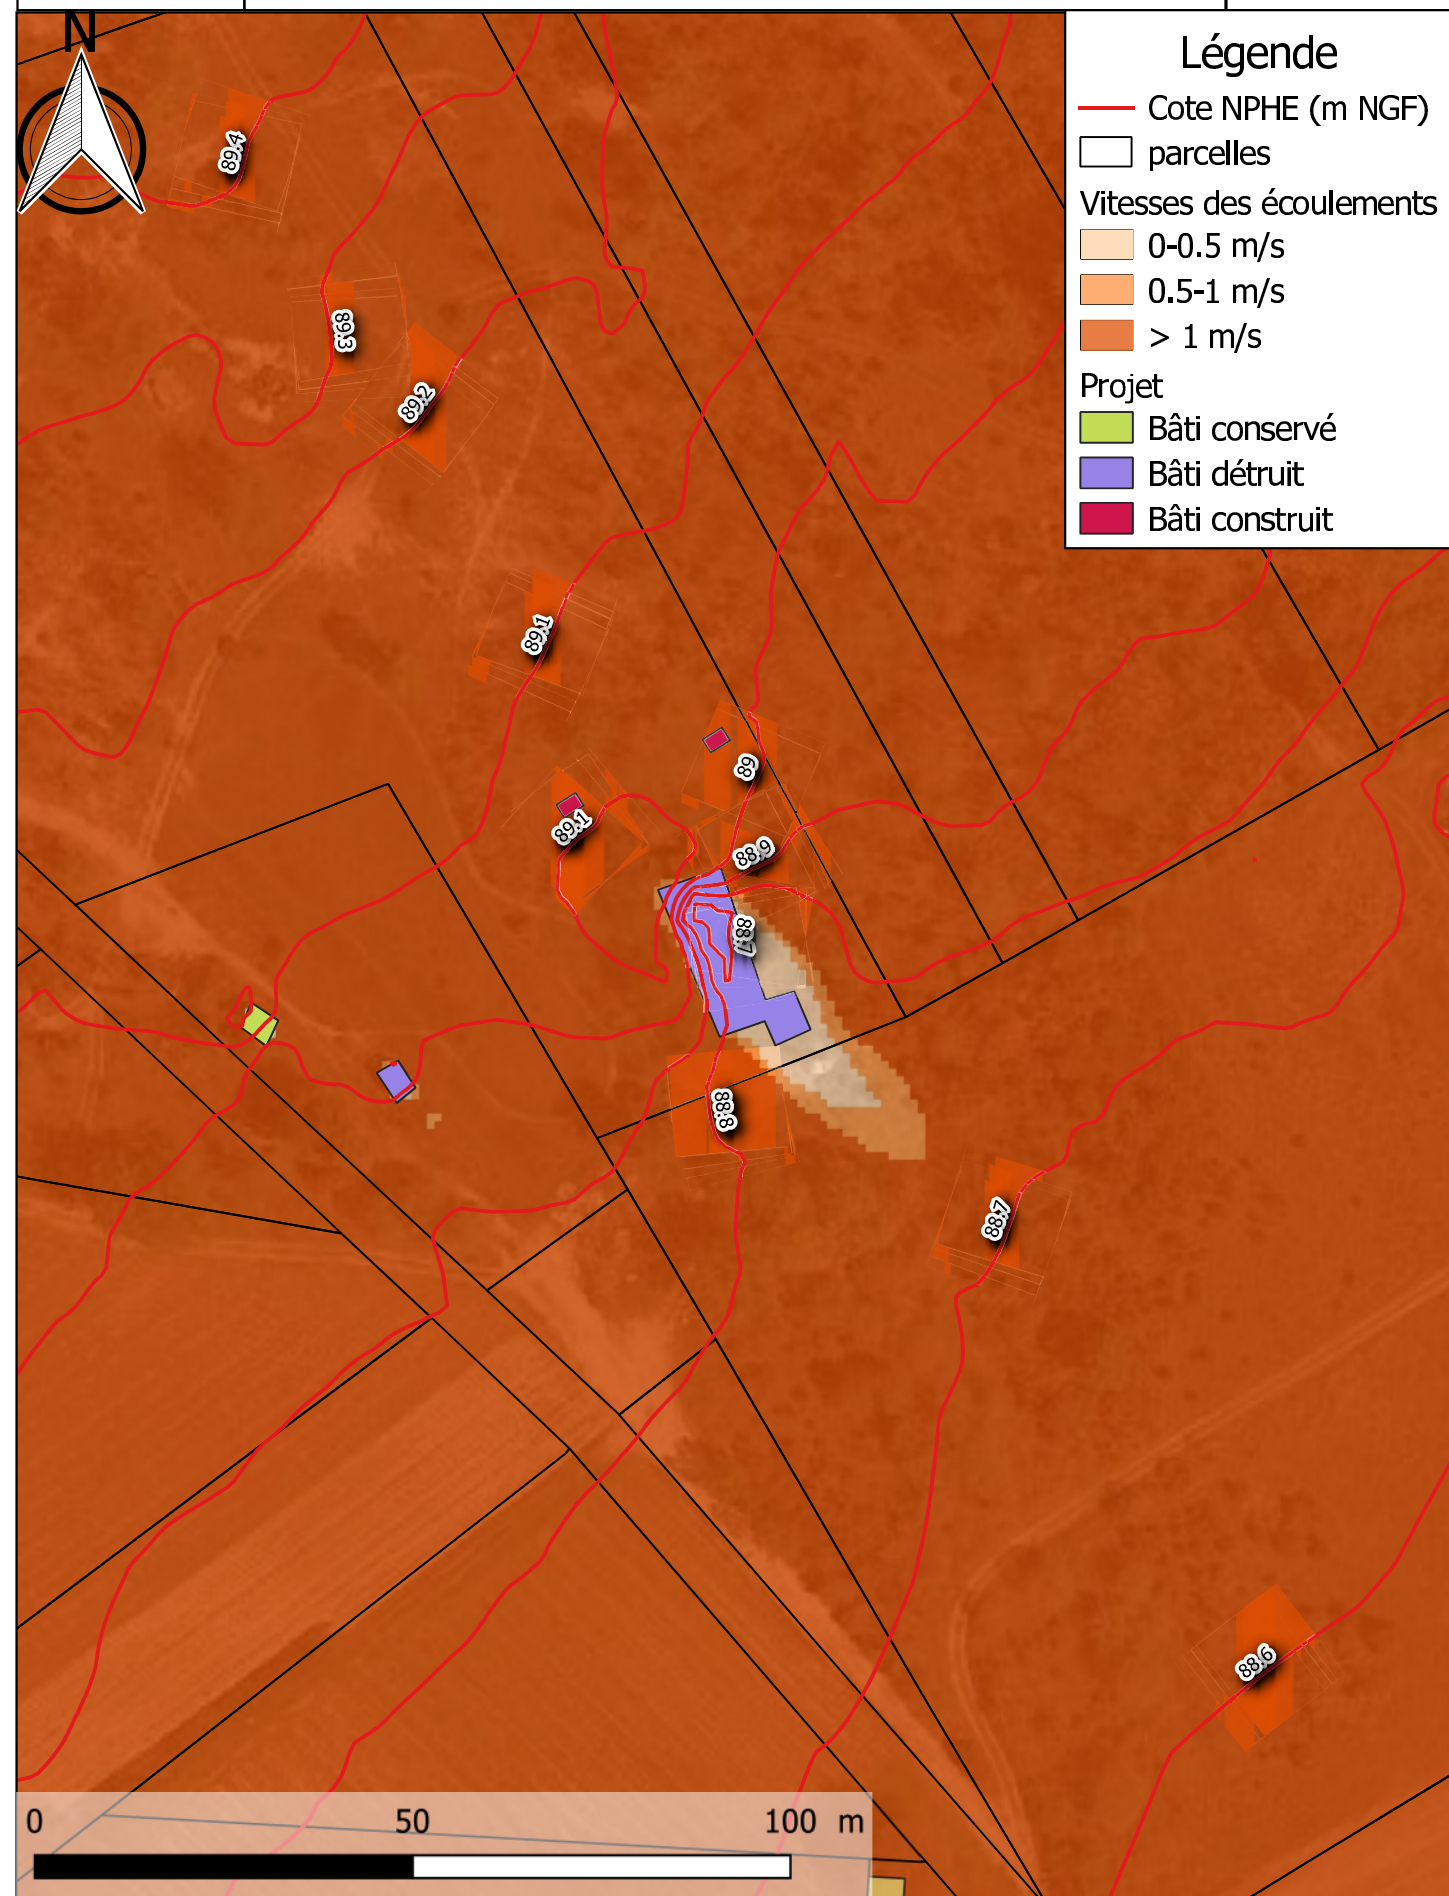 N
Légende
Cote NPHE (m NGF)
parcelles
Vitesses des écoulements
0-0.5 m/s
0.5-1 m/s
> 1 m/s
Projet
Bâti conservé
Bâti détruit
Bâti construit
89.4
89.3
89.2
89.1
89
89.1
88.9
88.7
88.8
88.7
88.6
0 50 100 m